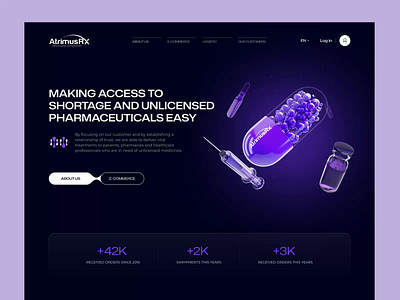 AtrimusRX
ABOUT US
E-COMMERCE
LOGISTIC
OUR CUSTOMERS
EN
Log in
MAKING ACCESS TO
SHORTAGE AND UNLICENSED
PHARMACEUTICALS EASY
By focusing on our customer and by establishing a
relationship of trust, we are able to deliver vital
treatments to patients, pharmacies and healthcare
professionals who are in need of unlicensed medicines.
ABOUT US
E-COMMERCE
AtrimusRX
+42K
RECEIVED ORDERS SINCE 2015
+2K
SHIMPMENTS THIS YEARS
+3K
RECEIVED ORDERS THIS YEARS